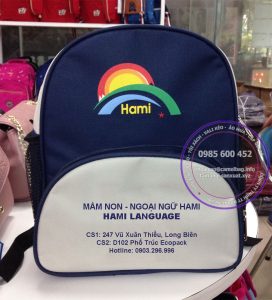 Hami
MẦM NON - NGOẠI NGỮ HAMI
HAMI LANGUAGE
CS1: 247 Vũ Xuân Thiều, Long Biên
CS2: D102 Phố Trúc Ecopack
Hotline: 0903.296.996
0985 600 452